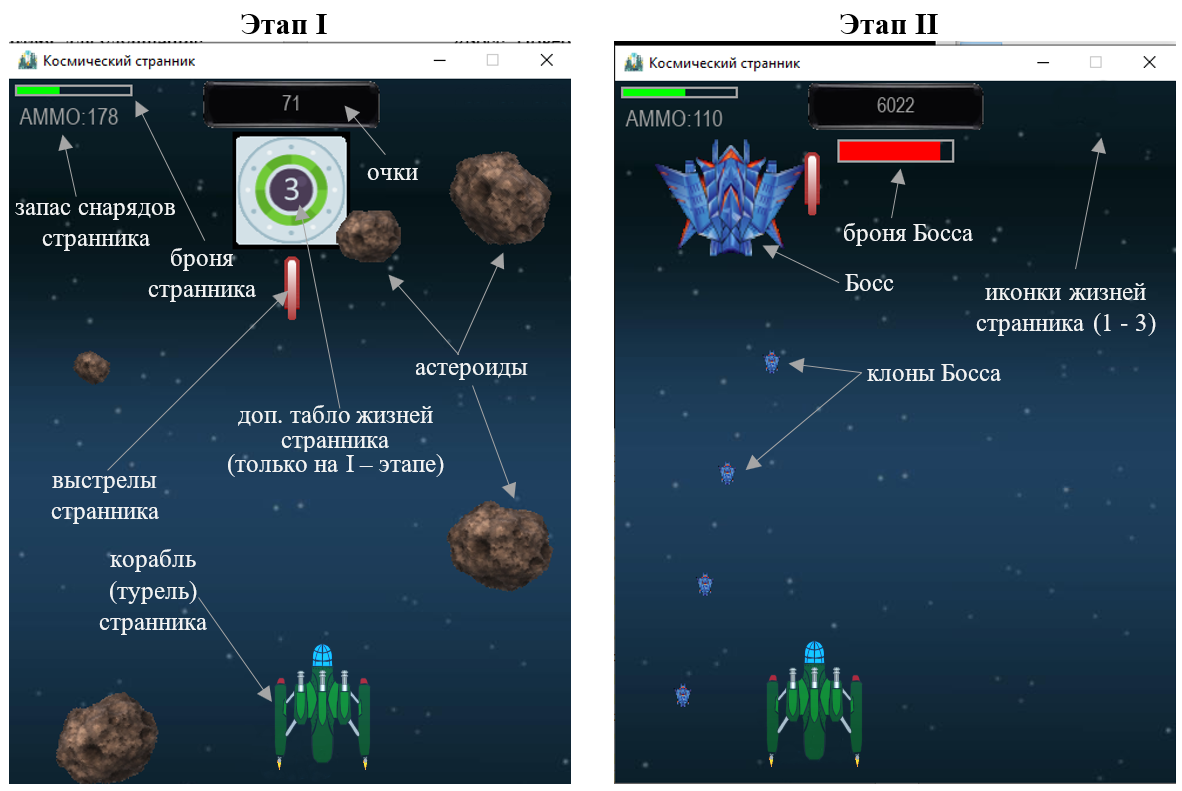 Этап I
Космический странник
71
AMMO:178
очки
3
запас снарядов
странника
броня
странника
астероиды
доп. табло жизней
странника
(только на I – этапе)
выстрелы
странника
корабль
(турель)
странника
Этап II
Космический странник
6022
AMMO:110
броня Босса
Босс
иконки жизней
странника (1 - 3)
клоны Босса